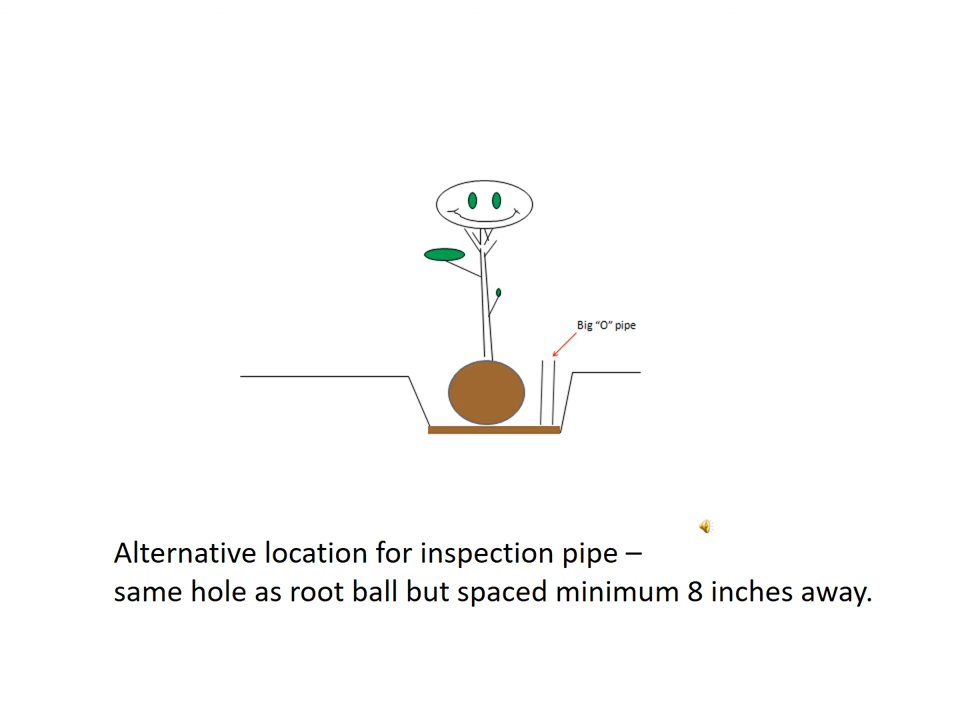 Big “O” pipe
Alternative location for inspection pipe –
same hole as root ball but spaced minimum 8 inches away.